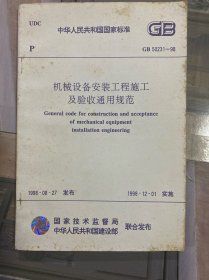 UDC
中华人民共和国国家标准
GB
P
GB 50231-98
机械设备安装工程施工
及验收通用规范
General code for construction and acceptance
of mechanical equipment
installation engineering
1998-08-27 发布
1998-12-01 实施
国家技术监督局
中华人民共和国建设部
联合发布